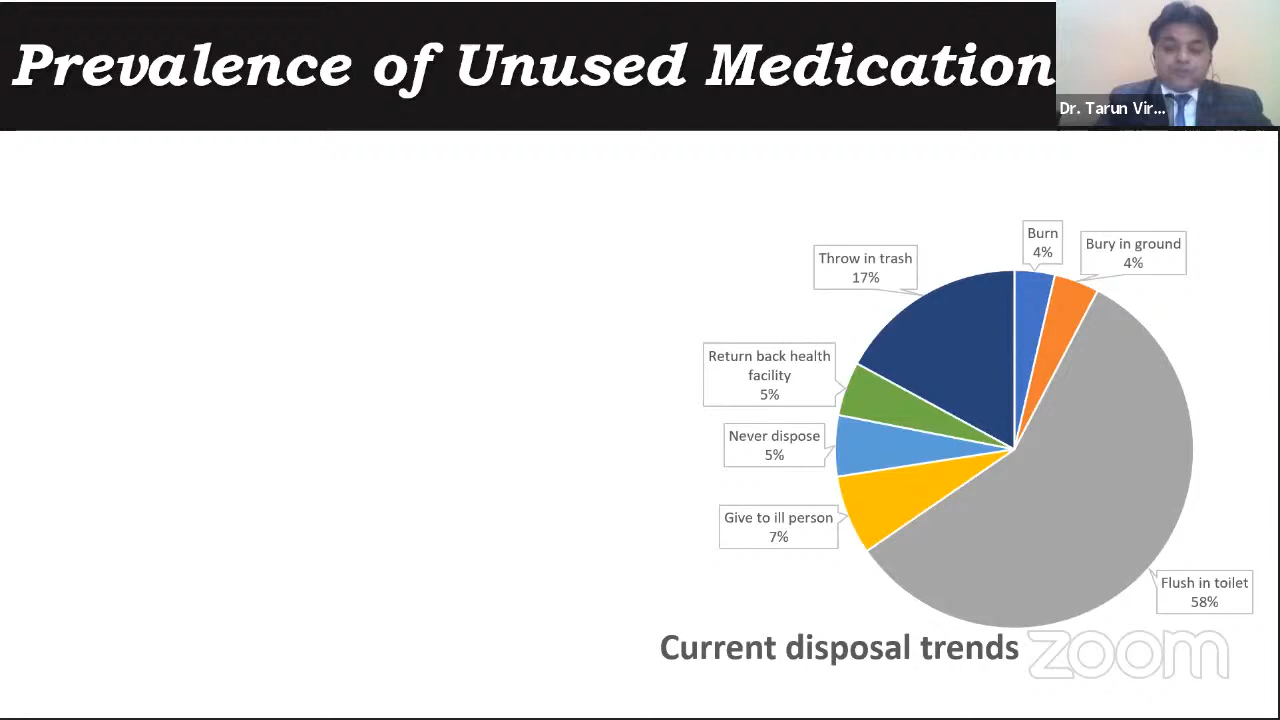 Prevalence of Unused Medication
Dr. Tarun Vir...
Burn
4%
Bury in ground
4%
Throw in trash
17%
Return back health
facility
5%
Never dispose
5%
Give to ill person
7%
Flush in toilet
58%
Current disposal trends
zoom